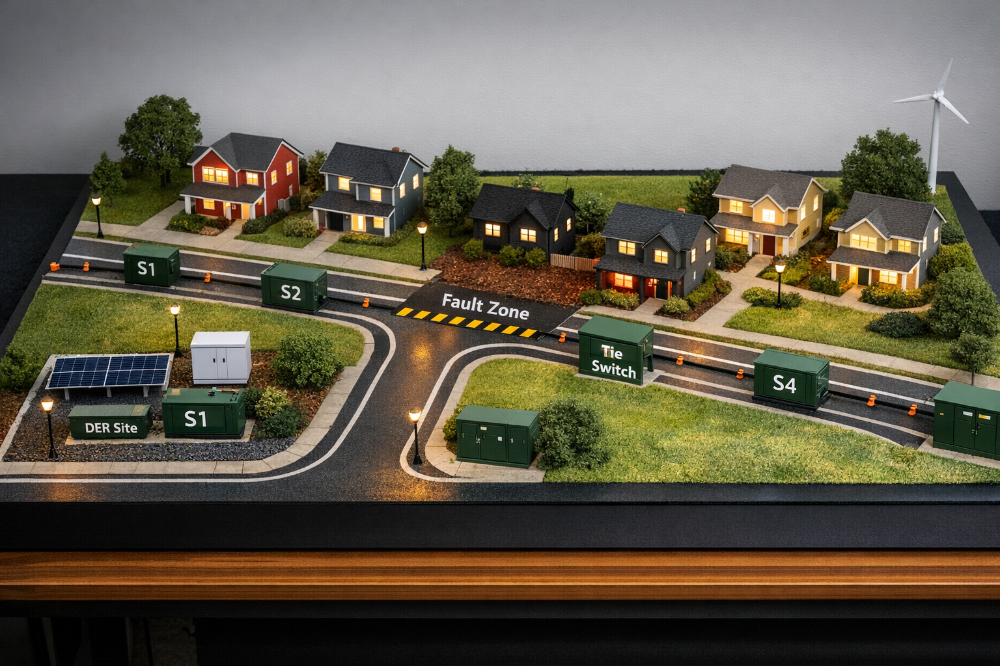 S1
S2
Fault Zone
Tie
Switch
S4
DER Site
S1